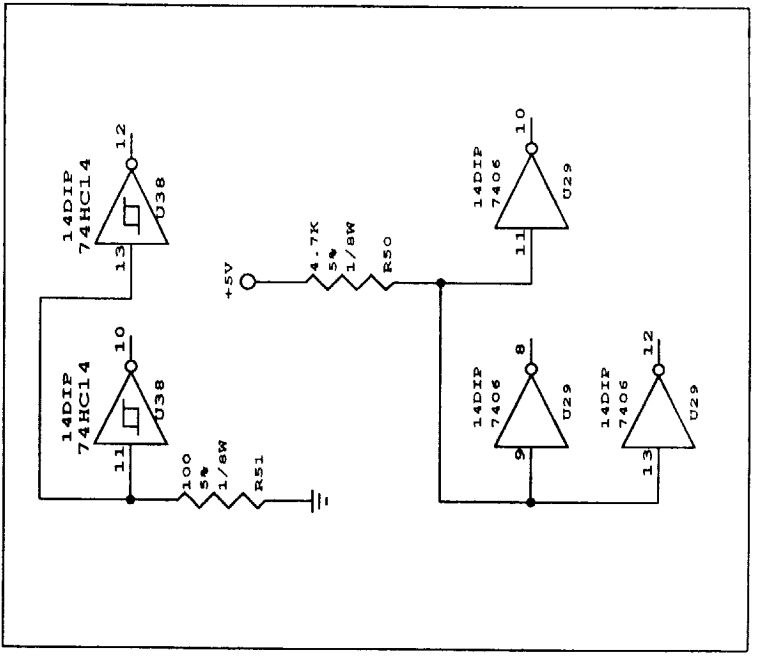 14DIP
74HC14
12
13
U38
14DIP
74HC14
10
11
U38
100
5%
1/8W
R51
+5V
4.7K
5%
1/8W
R50
14DIP
7406
10
11
U29
14DIP
7406
8
9
U29
14DIP
7406
12
13
U29